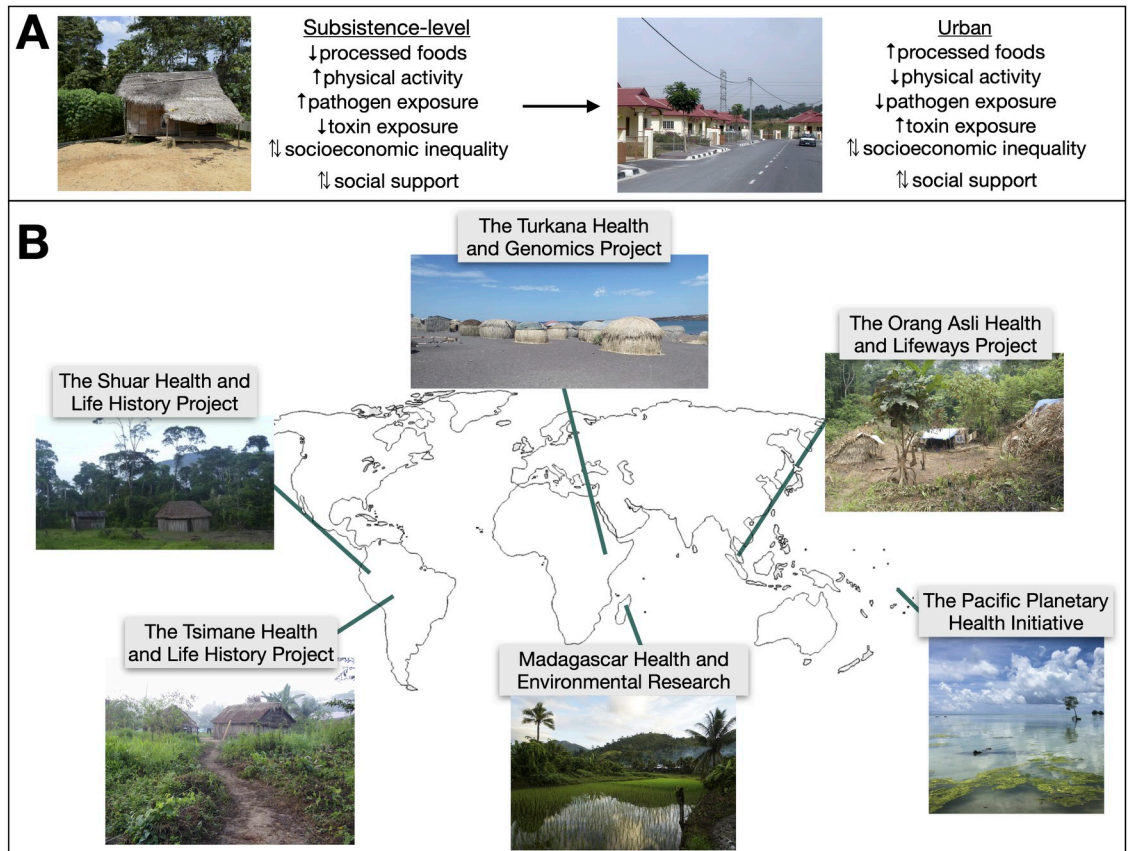 A
Subsistence-level
↓processed foods
↑physical activity
↑pathogen exposure
↓toxin exposure
⇅ socioeconomic inequality
⇅ social support
Urban
↑processed foods
↓physical activity
↓pathogen exposure
↑toxin exposure
⇅ socioeconomic inequality
⇅ social support
B
The Turkana Health
and Genomics Project
The Orang Asli Health
and Lifeways Project
The Shuar Health and
Life History Project
The Tsimane Health
and Life History Project
Madagascar Health and
Environmental Research
The Pacific Planetary
Health Initiative